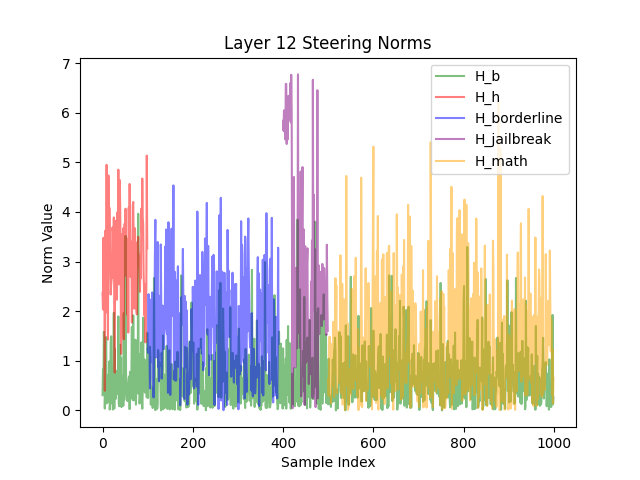 Layer 12 Steering Norms
7
6
5
4
3
2
1
0
Norm Value
H_b
H_h
H_borderline
H_jailbreak
H_math
0
200
400
600
800
1000
Sample Index